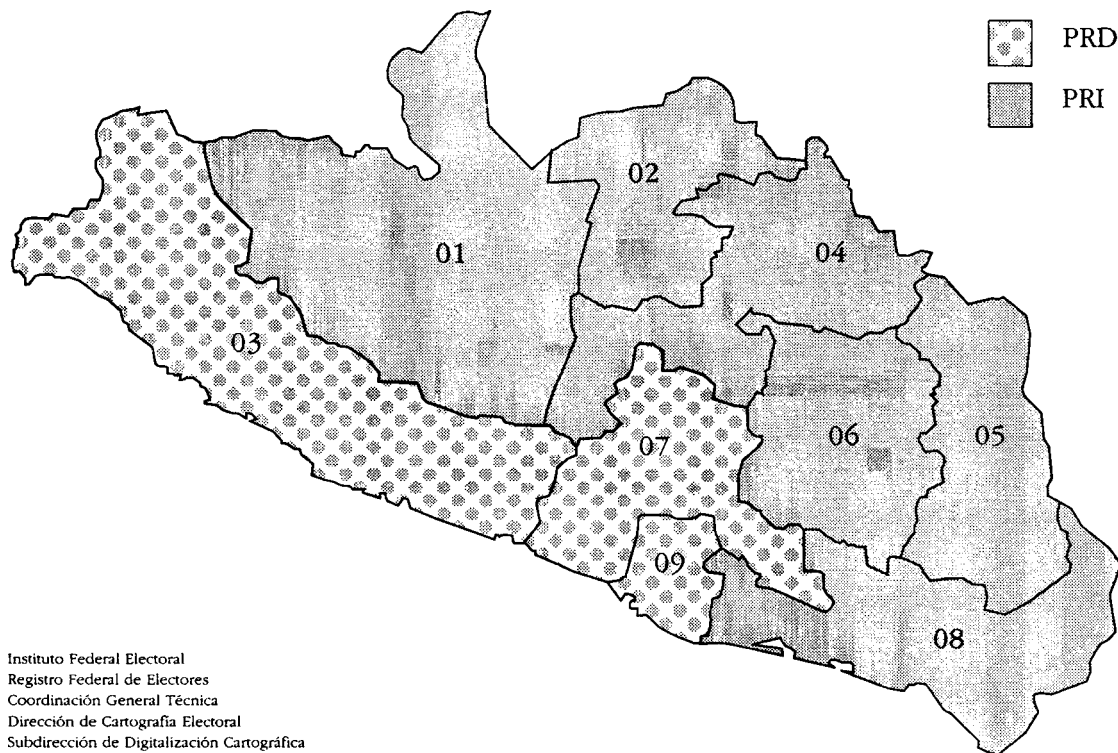 PRD
PRI
02
04
01
03
05
06
07
09
08
Instituto Federal Electoral
Registro Federal de Electores
Coordinación General Técnica
Dirección de Cartografía Electoral
Subdirección de Digitalización Cartográfica